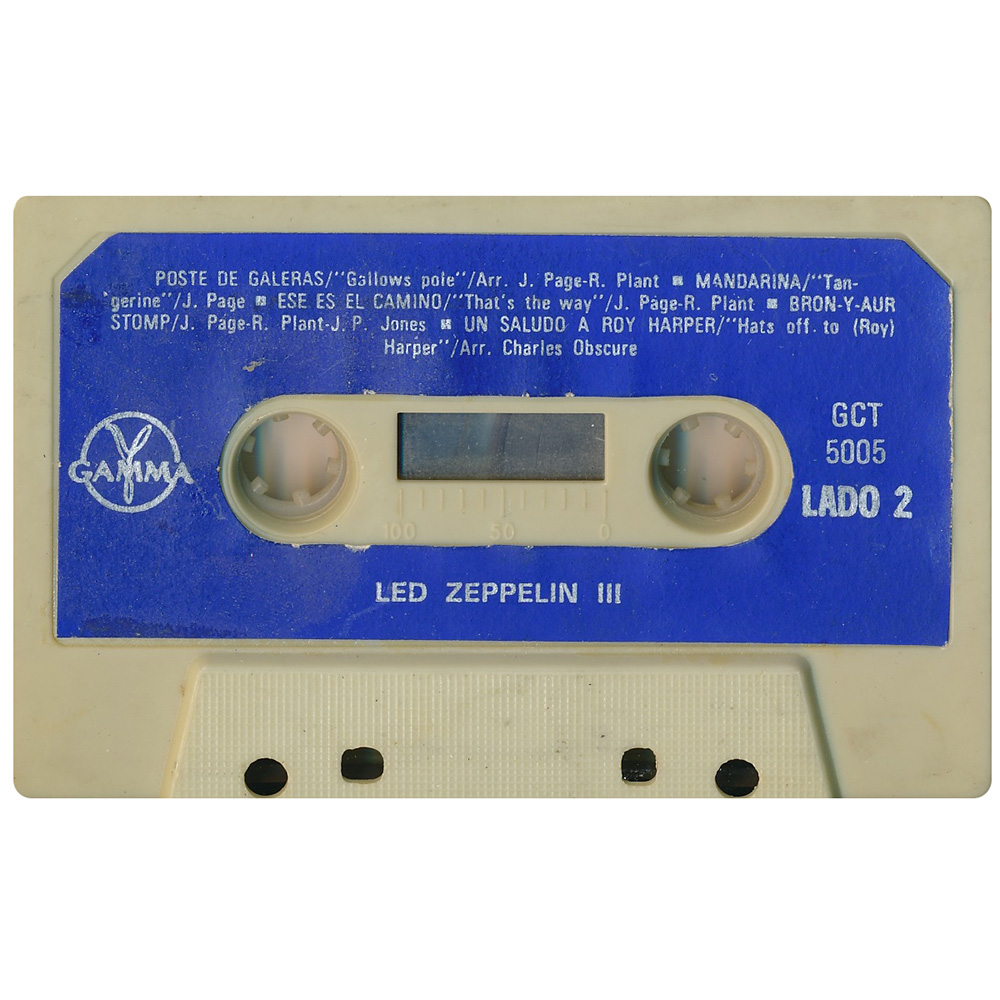 POSTE DE GALERAS/"Gallows pole"/Arr. J. Page-R. Plant ▪ MANDARINA/"Tan-
gerine"/J. Page ▪ ESE ES EL CAMINO/"That's the way"/J. Page-R. Plant ▪ BRON-Y-AUR
STOMP/J. Page-R. Plant-J. P. Jones ▪ UN SALUDO A ROY HARPER/"Hats off to (Roy)
Harper"/Arr. Charles Obscure
GAMMA
GCT
5005
LADO 2
100 50 0
LED ZEPPELIN III